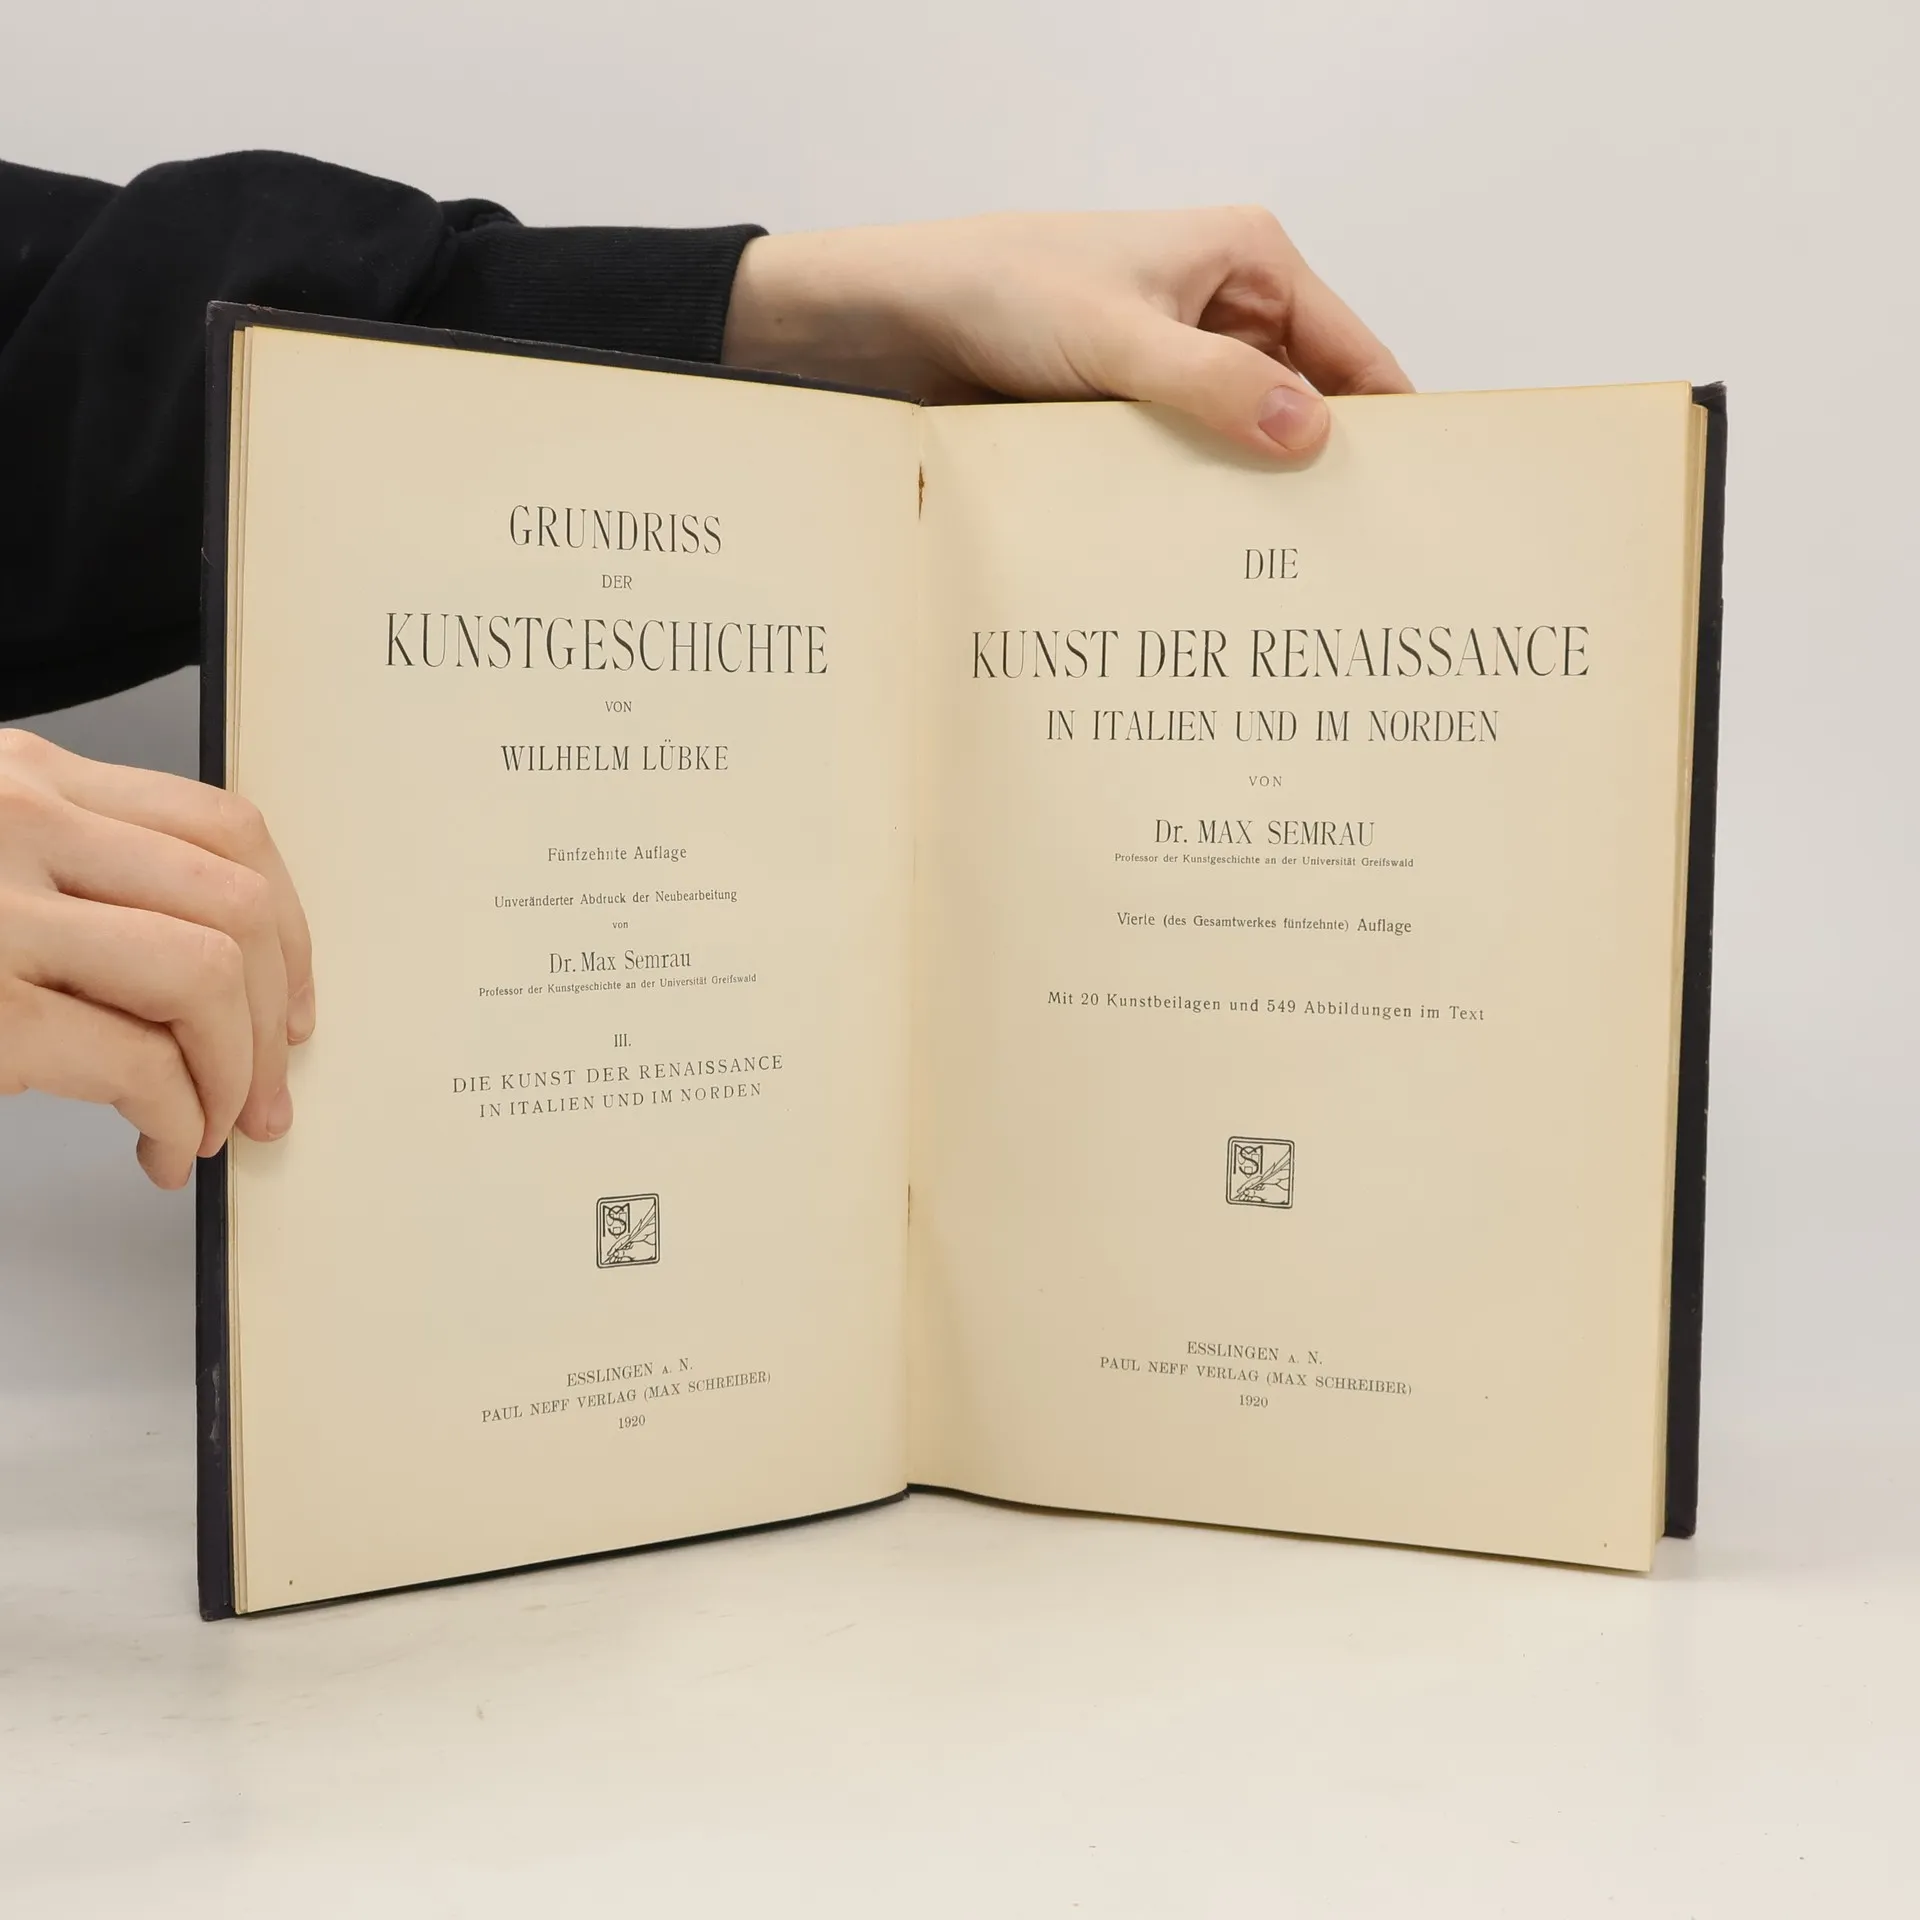 GRUNDRISS
DER
KUNSTGESCHICHTE
VON
WILHELM LÜBKE
Fünfzehnte Auflage
Unveränderter Abdruck der Neubearbeitung
von
Dr. Max Semrau
Professor der Kunstgeschichte an der Universität Greifswald
III.
DIE KUNST DER RENAISSANCE
IN ITALIEN UND IM NORDEN
MS
ESSLINGEN A. N.
PAUL NEFF VERLAG (MAX SCHREIBER)
1920
DIE
KUNST DER RENAISSANCE
IN ITALIEN UND IM NORDEN
VON
Dr. MAX SEMRAU
Professor der Kunstgeschichte an der Universität Greifswald
Vierte (des Gesamtwerkes fünfzehnte) Auflage
Mit 20 Kunstbeilagen und 549 Abbildungen im Text
MS
ESSLINGEN A. N.
PAUL NEFF VERLAG (MAX SCHREIBER)
1920